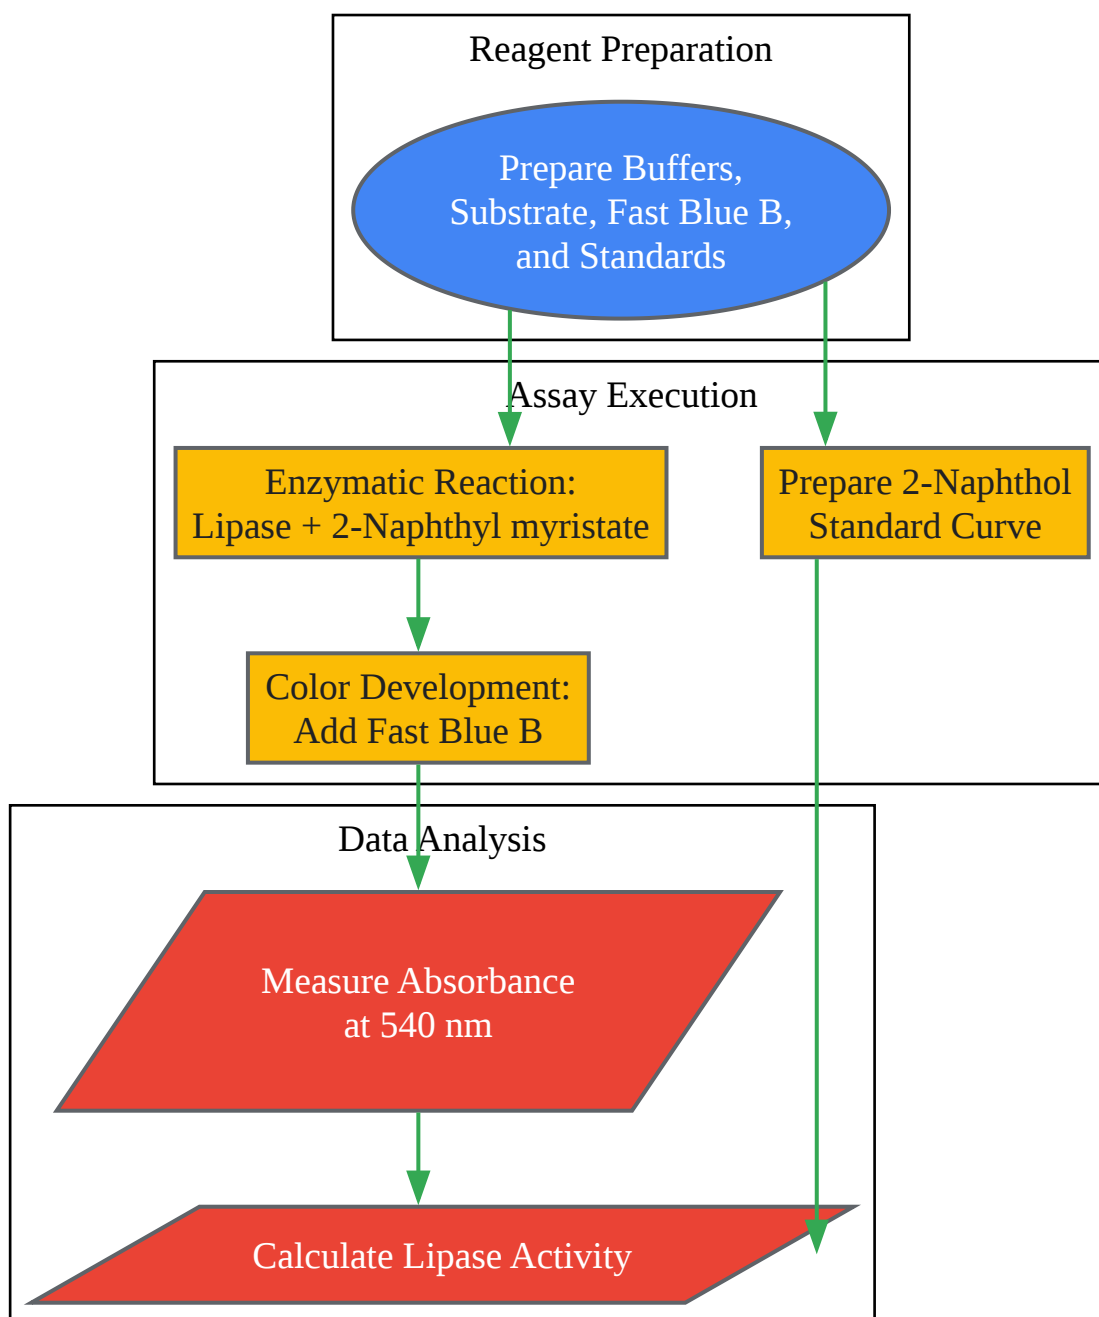 Reagent Preparation
Prepare Buffers,
Substrate, Fast Blue B,
and Standards
Assay Execution
Enzymatic Reaction:
Lipase + 2-Naphthyl myristate
Prepare 2-Naphthol
Standard Curve
Color Development:
Add Fast Blue B
Data Analysis
Measure Absorbance
at 540 nm
Calculate Lipase Activity